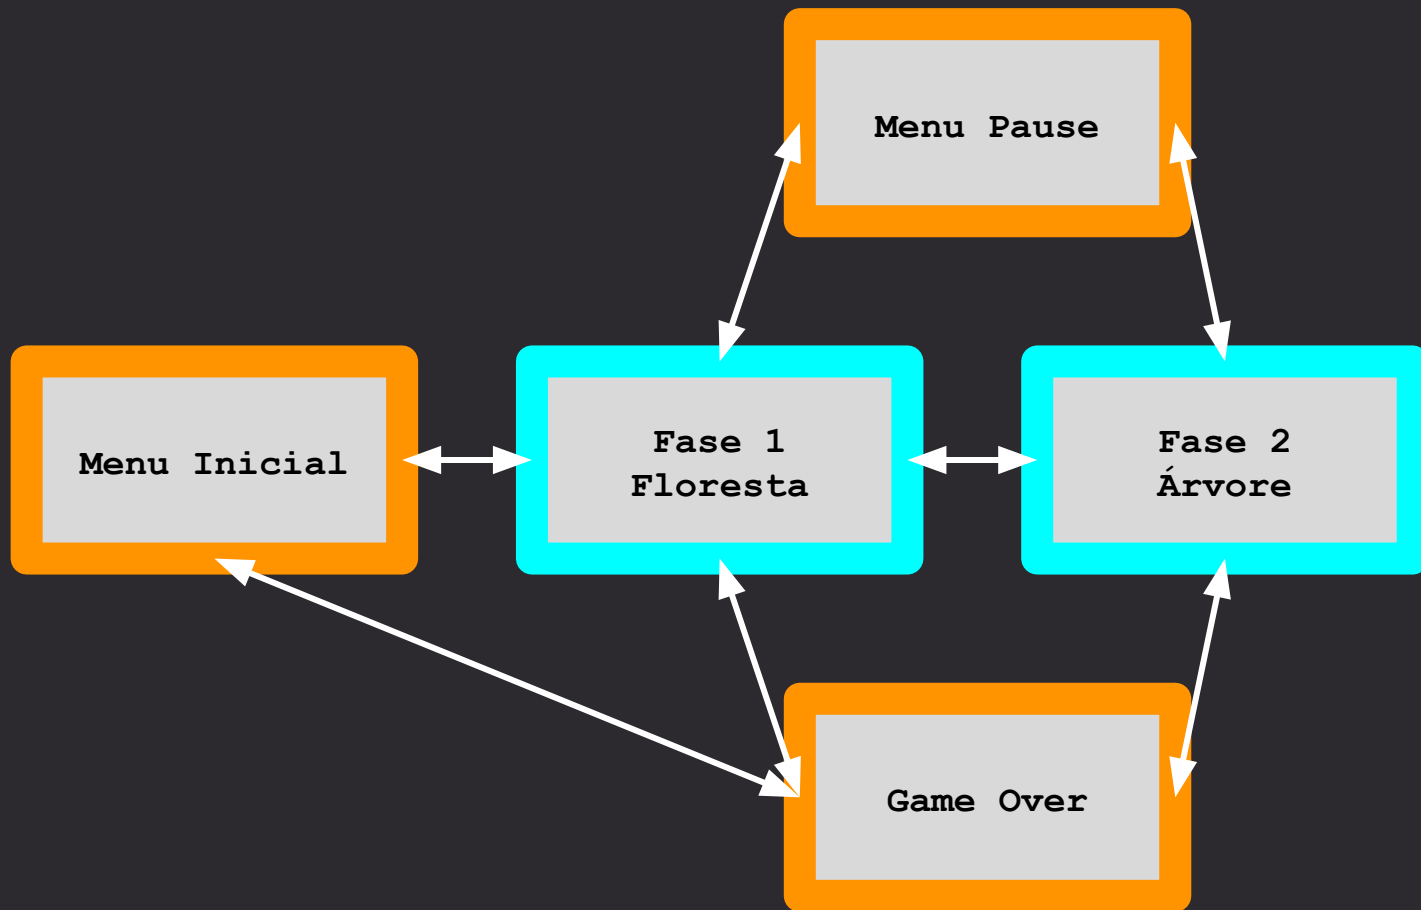 Menu Pause
Menu Inicial
Fase 1
Floresta
Fase 2
Árvore
Game Over